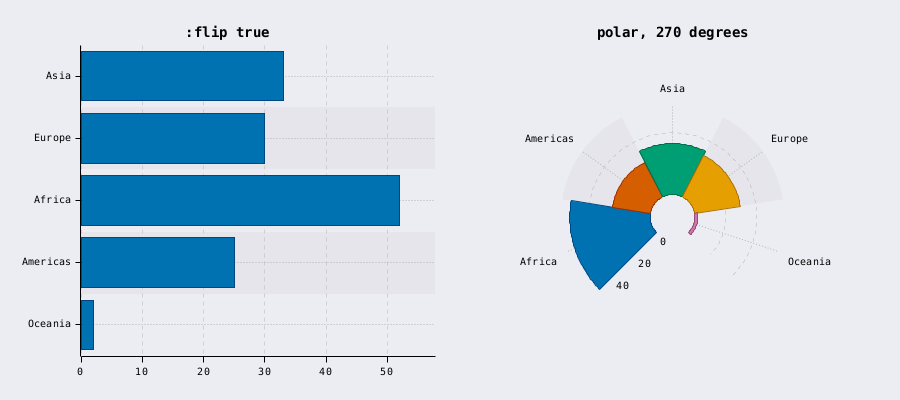 :flip true
Asia
Europe
Africa
Americas
Oceania
0 10 20 30 40 50
polar, 270 degrees
Asia
Americas
Europe
Africa
Oceania
0
20
40